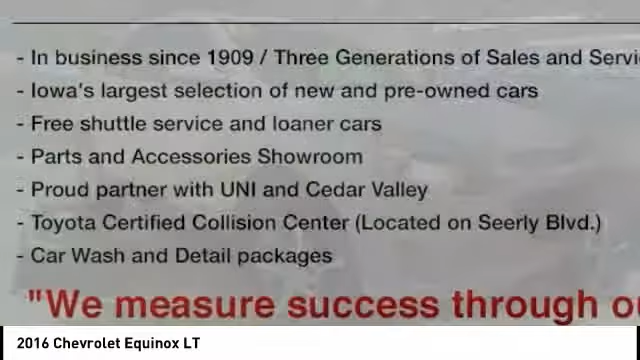 - In business since 1909 / Three Generations of Sales and
- Iowa's largest selection of new and pre-owned cars
- Free shuttle service and loaner cars
- Parts and Accessories Showroom
- Proud partner with UNI and Cedar Valley
- Toyota Certified Collision Center (Located on Seerly Blvd.)
- Car Wash and Detail packages
"We measure success through
2016 Chevrolet Equinox LT